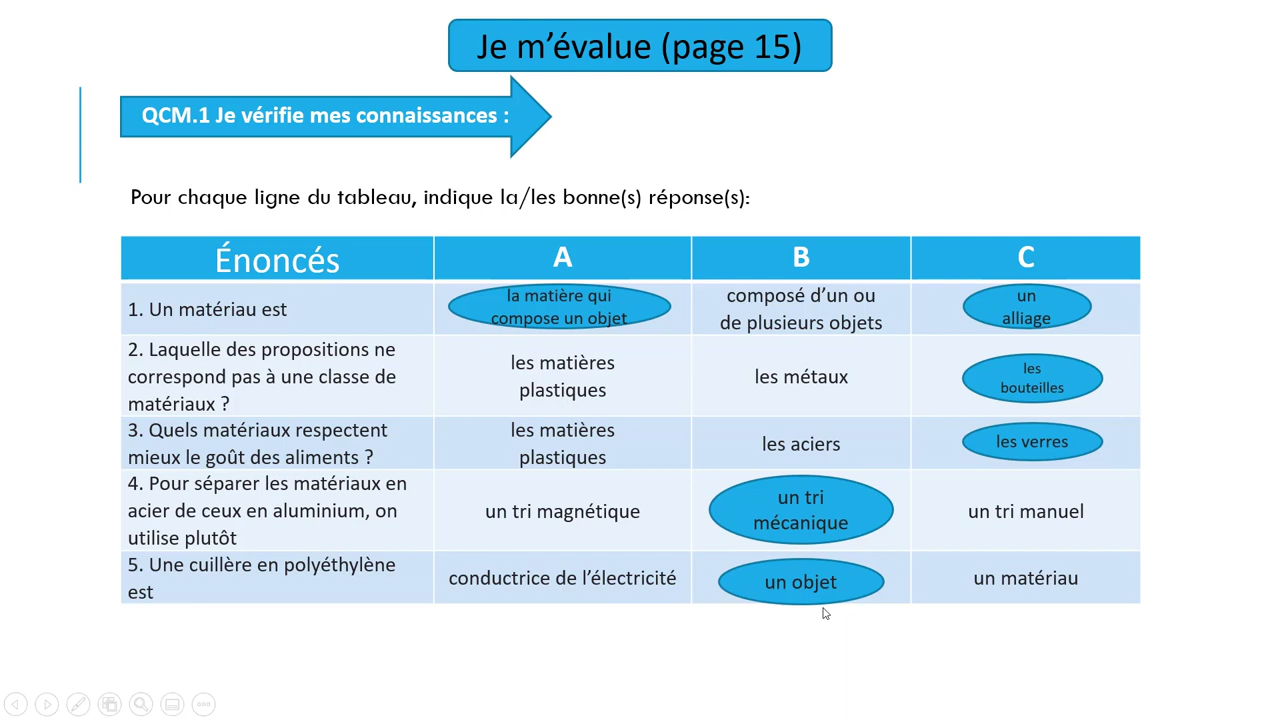 Je m’évalue (page 15)
QCM.1 Je vérifie mes connaissances :
Pour chaque ligne du tableau, indique la/les bonne(s) réponse(s):
Énoncés
A
B
C
1. Un matériau est
la matière qui
compose un objet
composé d’un ou
de plusieurs objets
un
alliage
2. Laquelle des propositions ne
correspond pas à une classe de
matériaux ?
les matières
plastiques
les métaux
les
bouteilles
3. Quels matériaux respectent
mieux le goût des aliments ?
les matières
plastiques
les aciers
les verres
4. Pour séparer les matériaux en
acier de ceux en aluminium, on
utilise plutôt
un tri magnétique
un tri
mécanique
un tri manuel
5. Une cuillère en polyéthylène
est
conductrice de l’électricité
un objet
un matériau